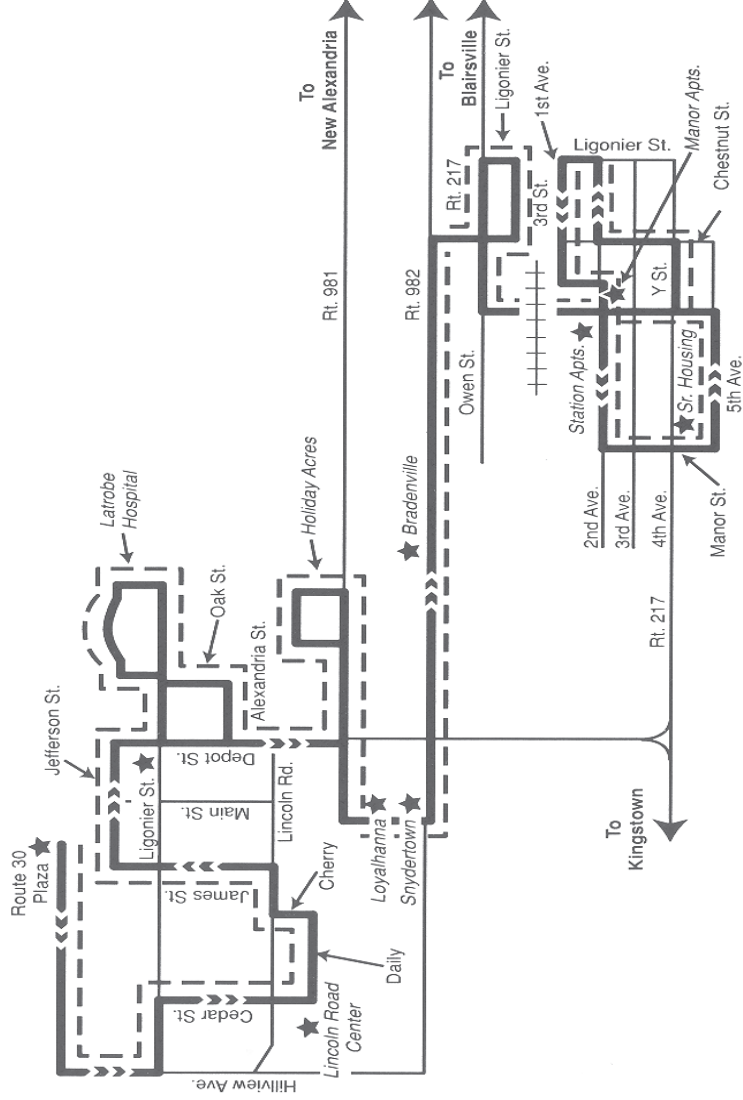 To
New Alexandria
To
Blairsville
Ligonier St.
1st Ave.
Manor Apts.
Ligonier St.
Chestnut St.
Rt. 217
3rd St.
Rt. 981
Rt. 982
Y St.
Owen St.
Station Apts.
Sr. Housing
5th Ave.
Latrobe
Hospital
Holiday Acres
Bradenville
2nd Ave.
3rd Ave.
4th Ave.
Manor St.
Oak St.
Alexandria St.
Rt. 217
Jefferson St.
Depot St.
Ligonier St.
Main St.
Lincoln Rd.
Loyalhanna
Snydertown
To
Kingstown
Route 30
Plaza
James St.
Cherry
Daily
Cedar St.
Lincoln Road
Center
Hillview Ave.